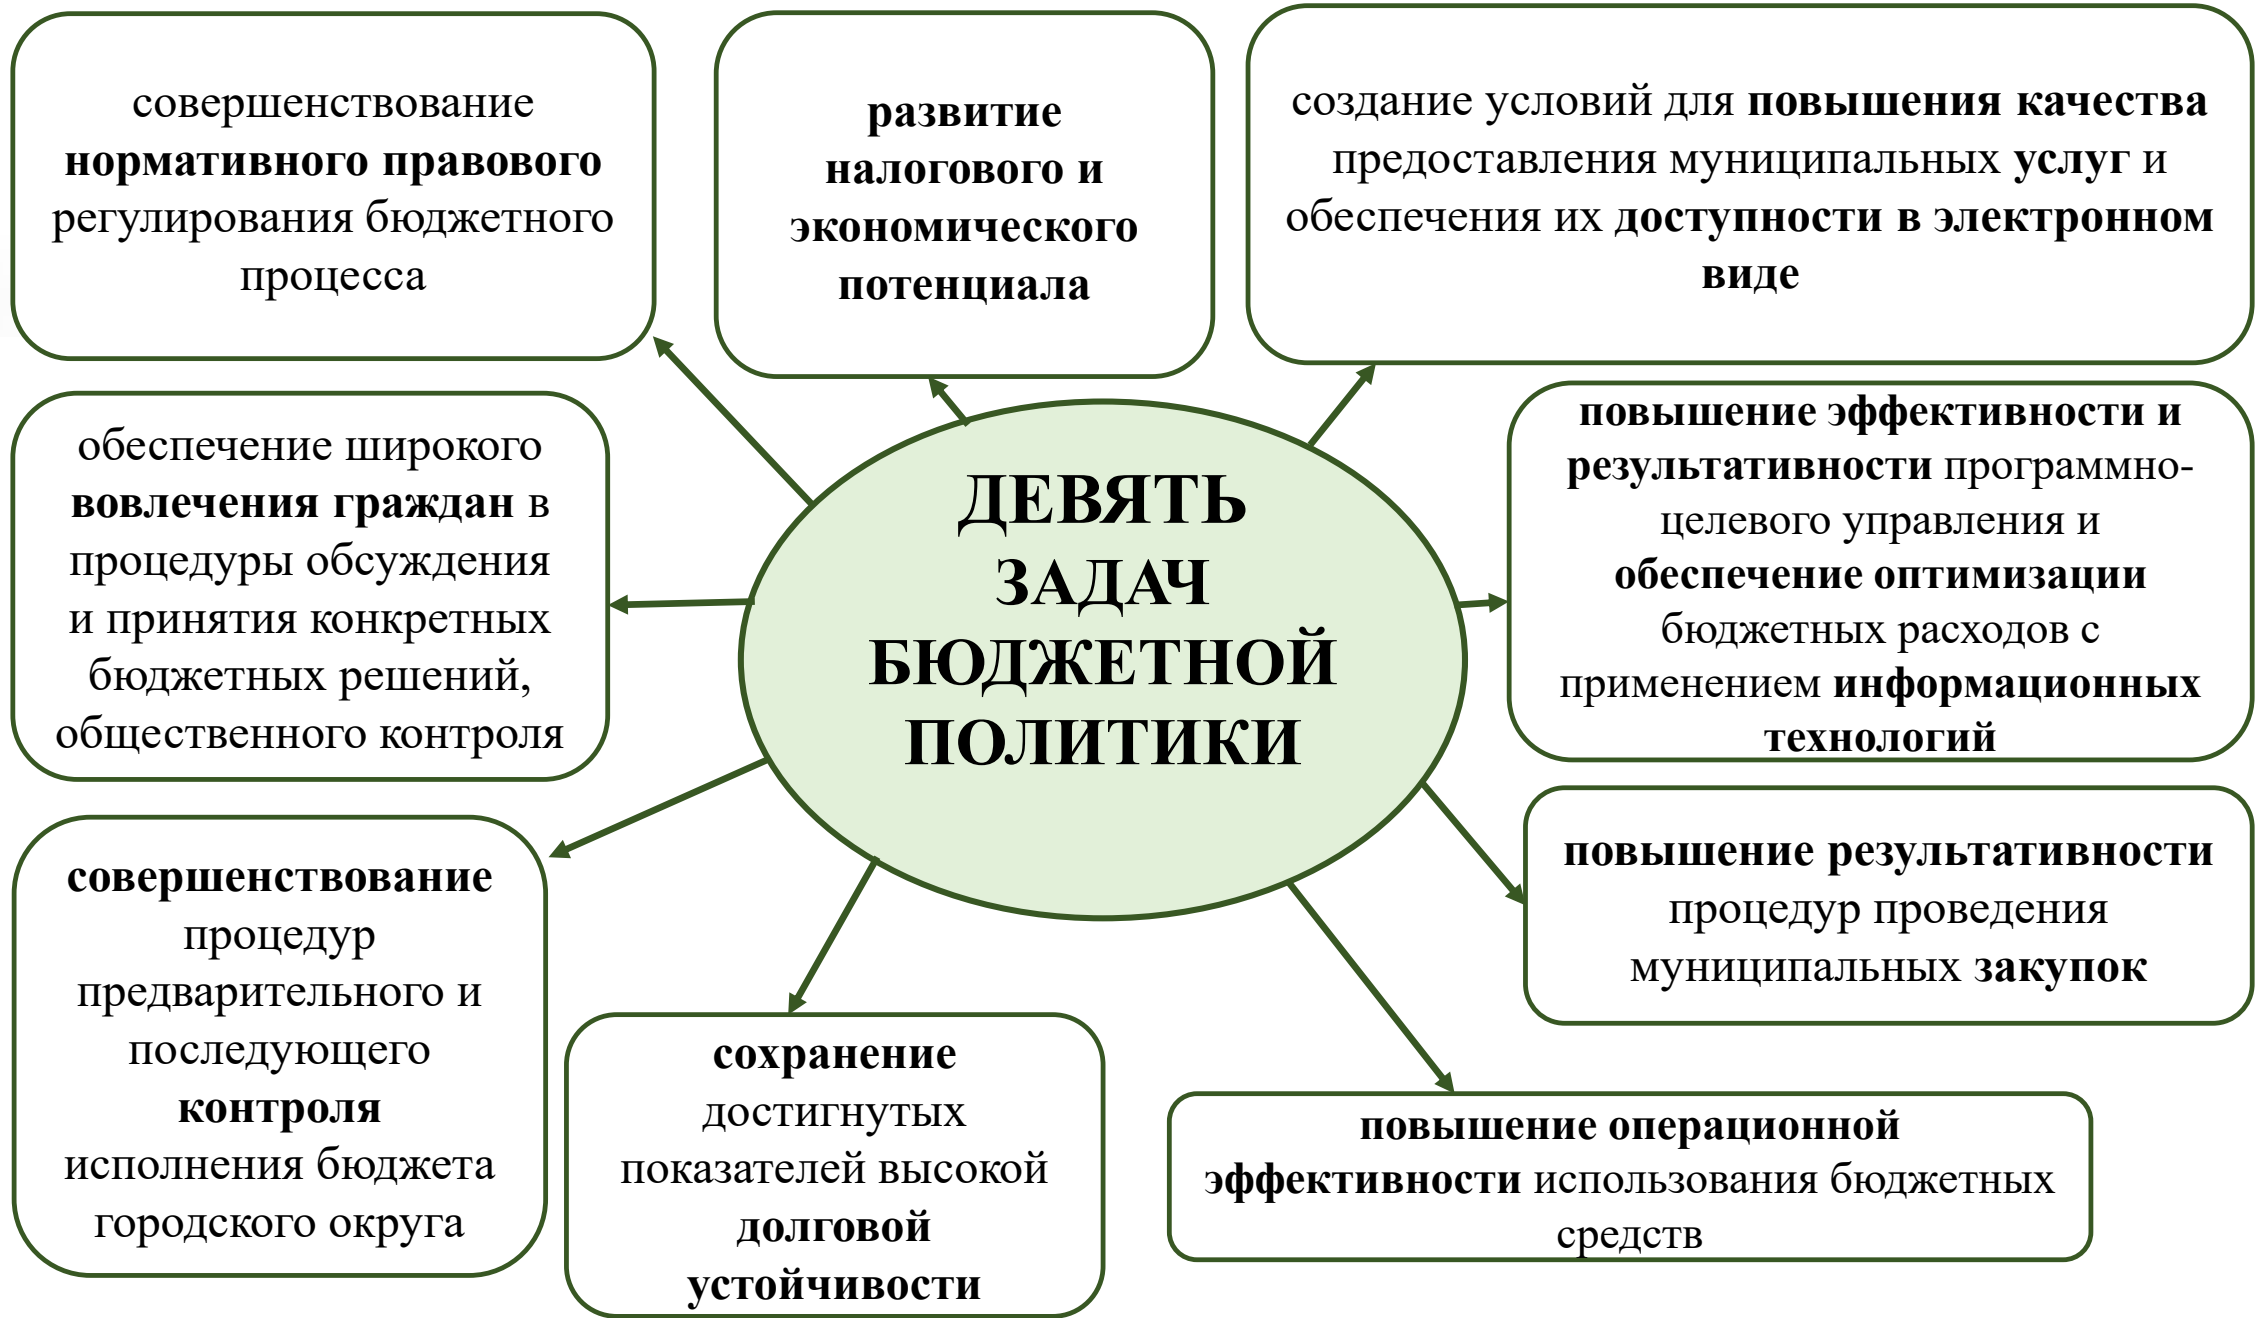 совершенствование
нормативного правового
регулирования бюджетного
процесса
развитие
налогового и
экономического
потенциала
создание условий для повышения качества
предоставления муниципальных услуг и
обеспечения их доступности в электронном
виде
обеспечение широкого
вовлечения граждан в
процедуры обсуждения
и принятия конкретных
бюджетных решений,
общественного контроля
ДЕВЯТЬ
ЗАДАЧ
БЮДЖЕТНОЙ
ПОЛИТИКИ
повышение эффективности и
результативности программно-
целевого управления и
обеспечение оптимизации
бюджетных расходов с
применением информационных
технологий
совершенствование
процедур
предварительного и
последующего
контроля
исполнения бюджета
городского округа
сохранение
достигнутых
показателей высокой
долговой
устойчивости
повышение результативности
процедур проведения
муниципальных закупок
повышение операционной
эффективности использования бюджетных
средств